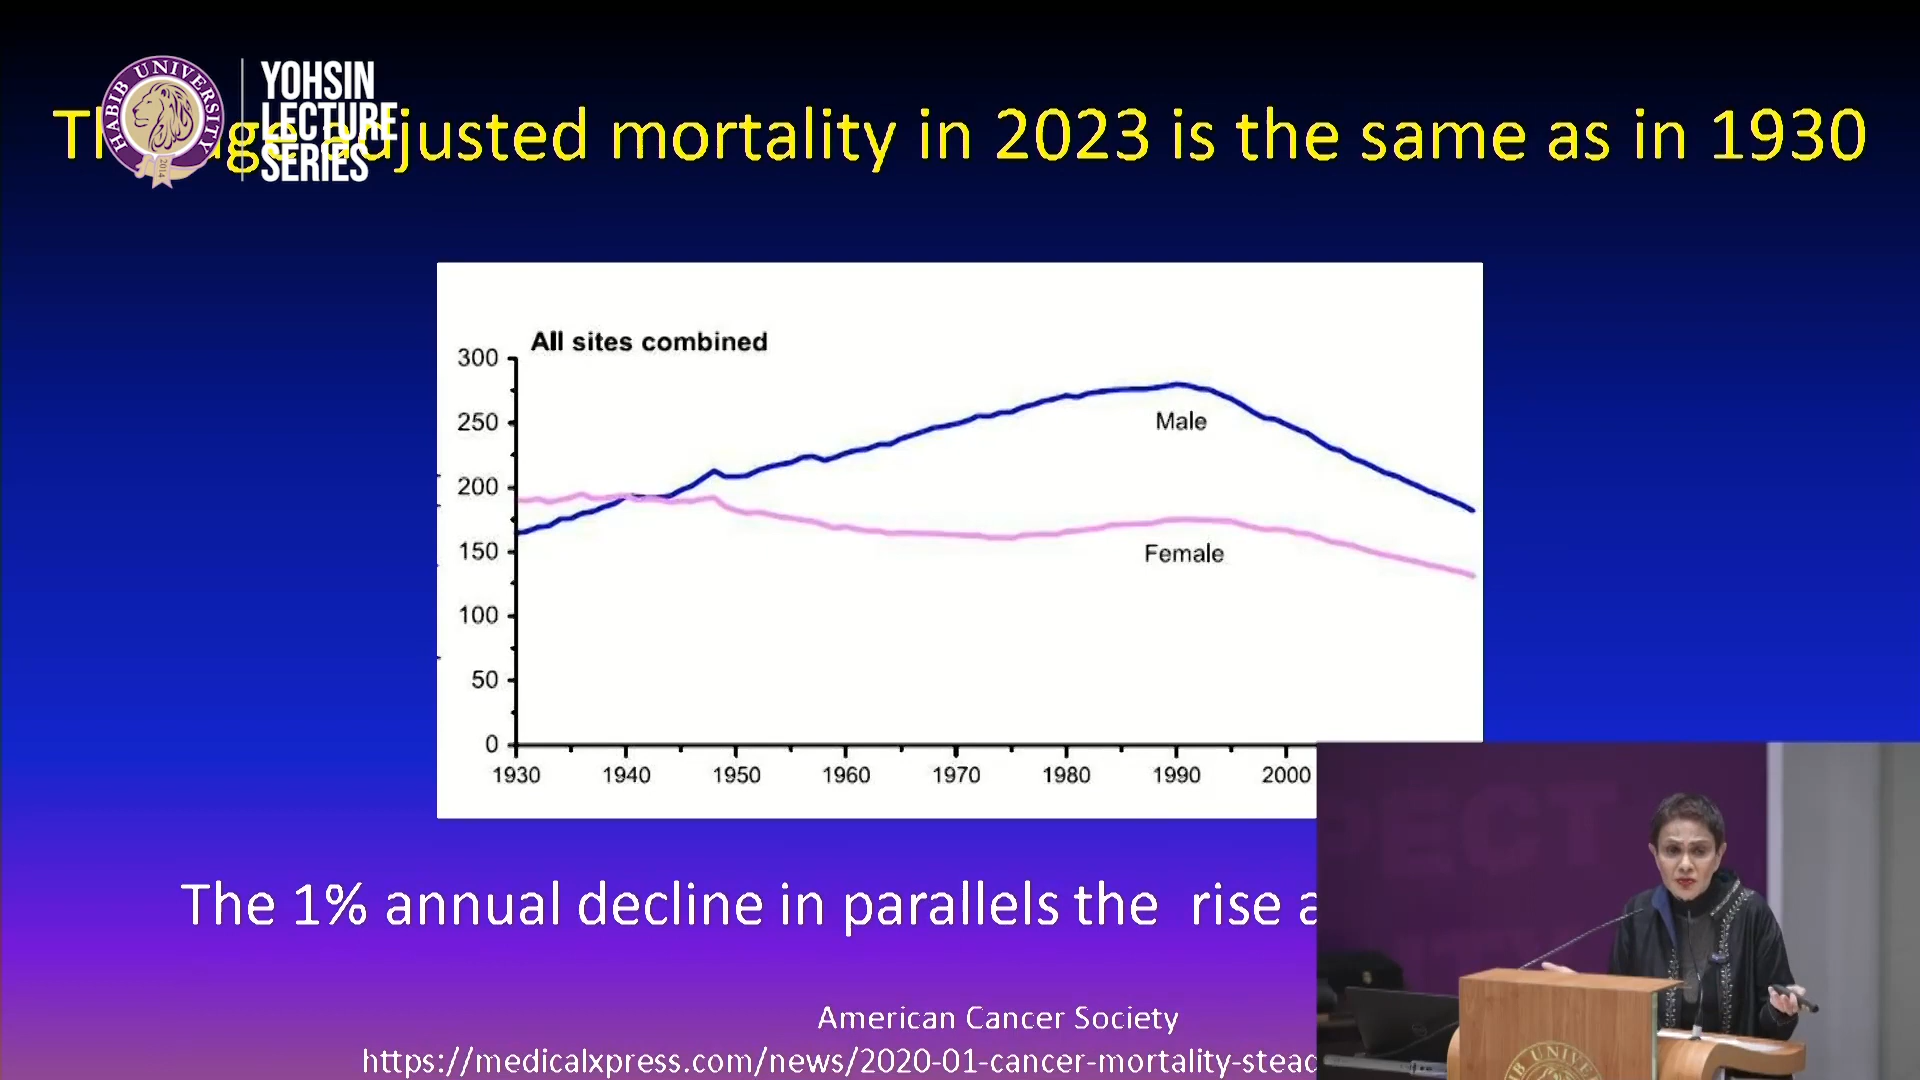 HABIB UNIVERSITY
2014
YOHSIN
LECTURE
SERIES
adjusted mortality in 2023 is the same as in 1930
All sites combined
300
250
200
150
100
50
0
Male
Female
1930 1940 1950 1960 1970 1980 1990 2000
The 1% annual decline in parallels the rise
American Cancer Society
https://medicalxpress.com/news/2020-01-cancer-mortality-stead